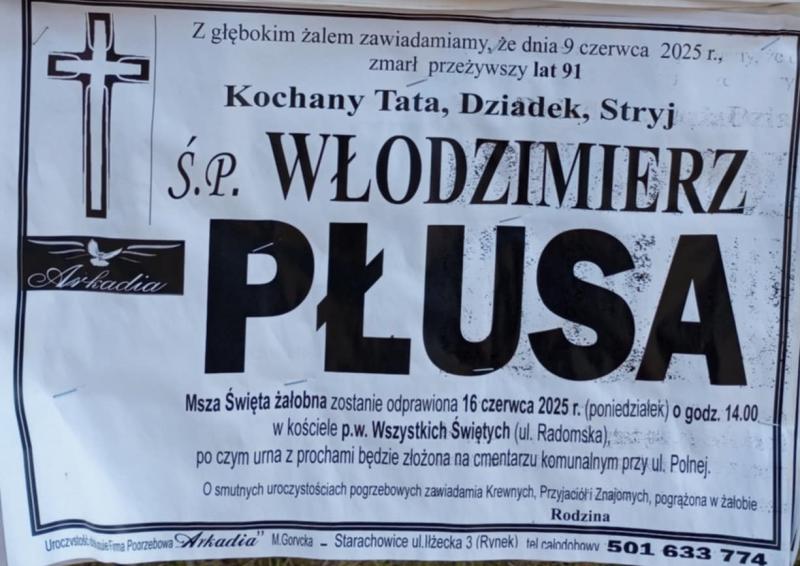 Z głębokim żalem zawiadamiamy, że dnia 9 czerwca 2025 r.,
zmarł przeżywszy lat 91
Kochany Tata, Dziadek, Stryj
Ś.P. WŁODZIMIERZ
PŁUSA
Arkadia
Msza Święta żałobna zostanie odprawiona 16 czerwca 2025 r. (poniedziałek) o godz. 14.00
w kościele p.w. Wszystkich Świętych (ul. Radomska),
po czym urna z prochami będzie złożona na cmentarzu komunalnym przy ul. Polnej.
O smutnych uroczystościach pogrzebowych zawiadamia Krewnych, Przyjaciół i Znajomych, pogrążona w żałobie
Rodzina
Firma Pogrzebowa "Arkadia" M.Gorycka - Starachowice ul.Iłżecka 3 (Rynek) tel całodobowy 501 633 774